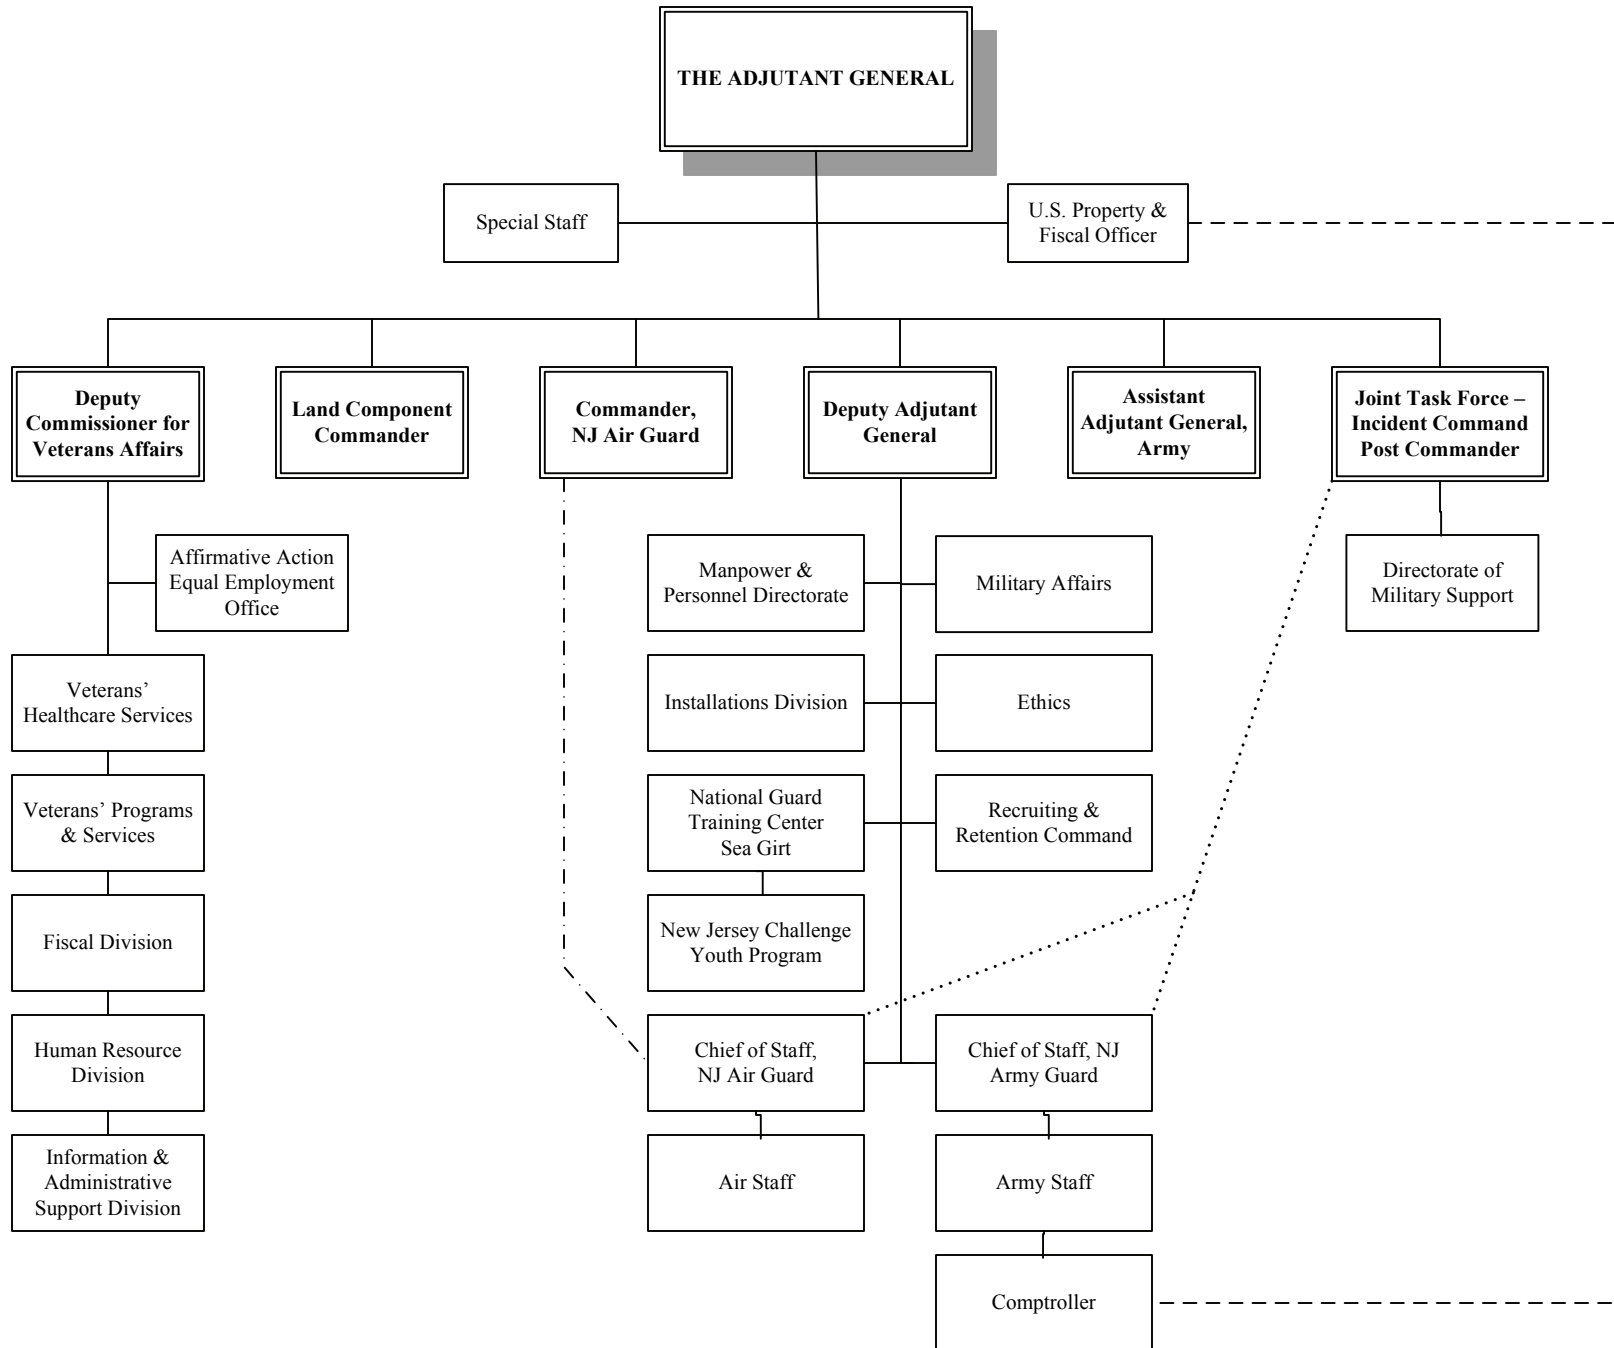 THE ADJUTANT GENERAL
Special Staff
U.S. Property &
Fiscal Officer
Deputy
Commissioner for
Veterans Affairs
Land Component
Commander
Commander,
NJ Air Guard
Deputy Adjutant
General
Assistant
Adjutant General,
Army
Joint Task Force –
Incident Command
Post Commander
Affirmative Action
Equal Employment
Office
Manpower &
Personnel Directorate
Military Affairs
Directorate of
Military Support
Veterans’
Healthcare Services
Installations Division
Ethics
Veterans’ Programs
& Services
National Guard
Training Center
Sea Girt
Recruiting &
Retention Command
Fiscal Division
New Jersey Challenge
Youth Program
Human Resource
Division
Chief of Staff,
NJ Air Guard
Chief of Staff, NJ
Army Guard
Information &
Administrative
Support Division
Air Staff
Army Staff
Comptroller